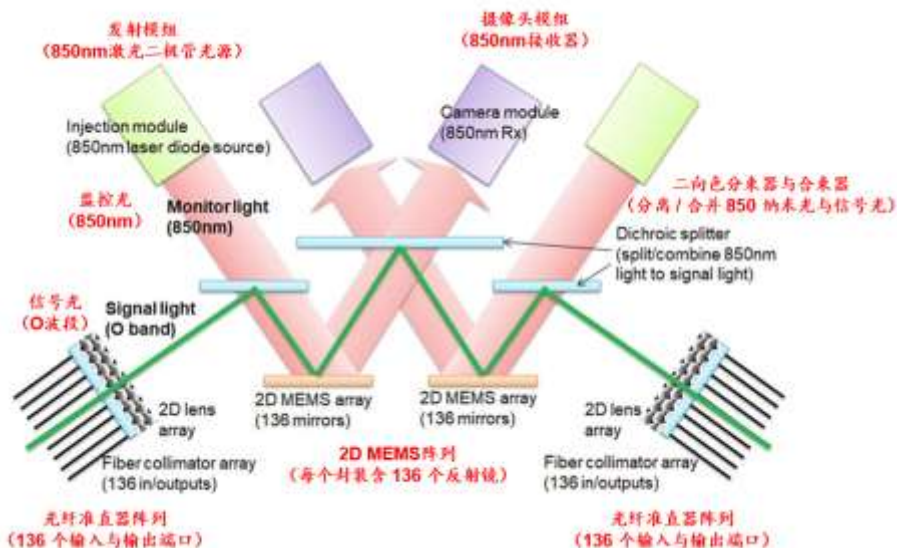 发射模组
（850nm激光二极管光源）
摄像头模组
（850nm接收器）
Injection module
(850nm laser diode source)
Camera module
(850nm Rx)
监控光
（850nm）
Monitor light
(850nm)
二向色分束器与合束器
（分离 / 合并 850 纳米光与信号光）
Dichroic splitter
(split/combine 850nm
light to signal light)
信号光
（O波段）
Signal light
(O band)
2D lens
array
Fiber collimator array
(136 in/outputs)
光纤准直器阵列
（136 个输入与输出端口）
2D MEMS array
(136 mirrors)
2D MEMS array
(136 mirrors)
2D MEMS阵列
（每个封装含 136 个反射镜）
2D lens
array
Fiber collimator array
(136 in/outputs)
光纤准直器阵列
（136 个输入与输出端口）